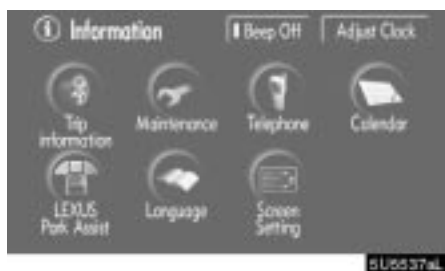 i Information
Beep Off
Adjust Clock
Trip
information
Maintenance
Telephone
Calendar
LEXUS
Park Assist
Language
Screen
Setting
5U5537aL